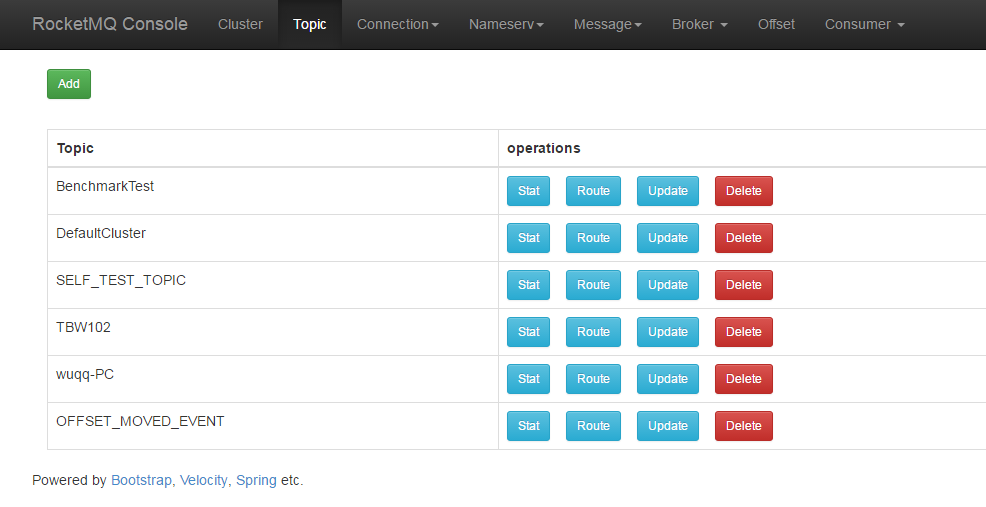 RocketMQ Console Cluster Topic Connection Nameserv Message Broker Offset Consumer
Add
Topic operations
BenchmarkTest Stat Route Update Delete
DefaultCluster Stat Route Update Delete
SELF_TEST_TOPIC Stat Route Update Delete
TBW102 Stat Route Update Delete
wuqq-PC Stat Route Update Delete
OFFSET_MOVED_EVENT Stat Route Update Delete
Powered by Bootstrap, Velocity, Spring etc.